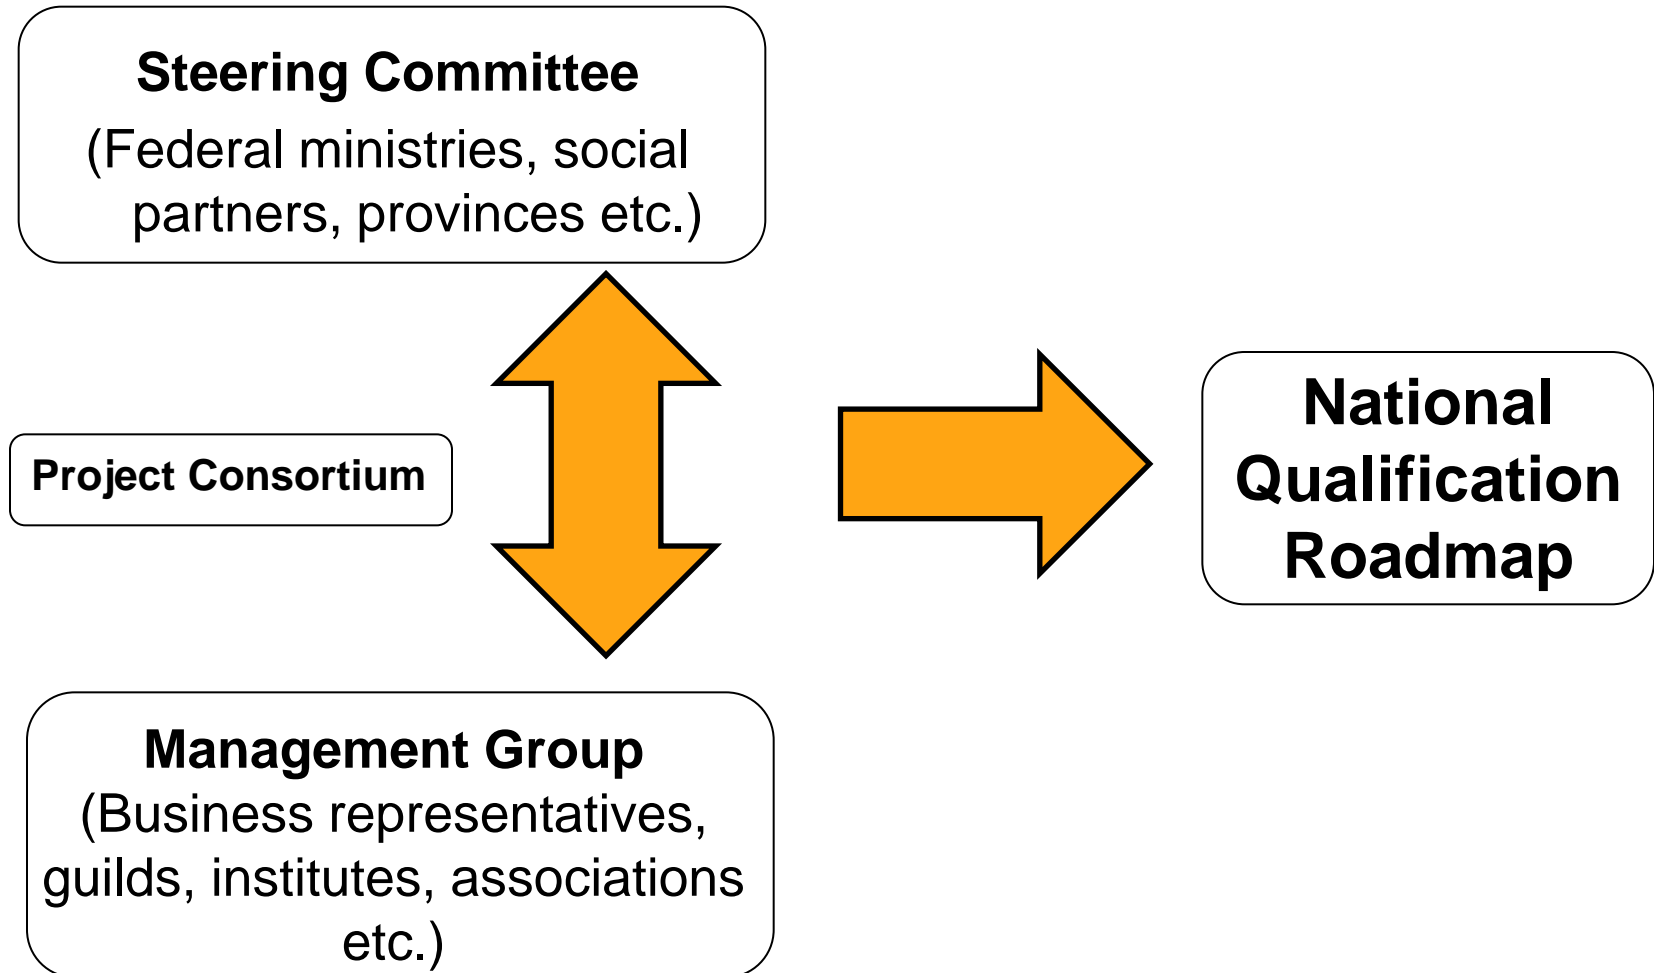 Steering Committee
(Federal ministries, social
partners, provinces etc.)
Project Consortium
National
Qualification
Roadmap
Management Group
(Business representatives,
guilds, institutes, associations
etc.)